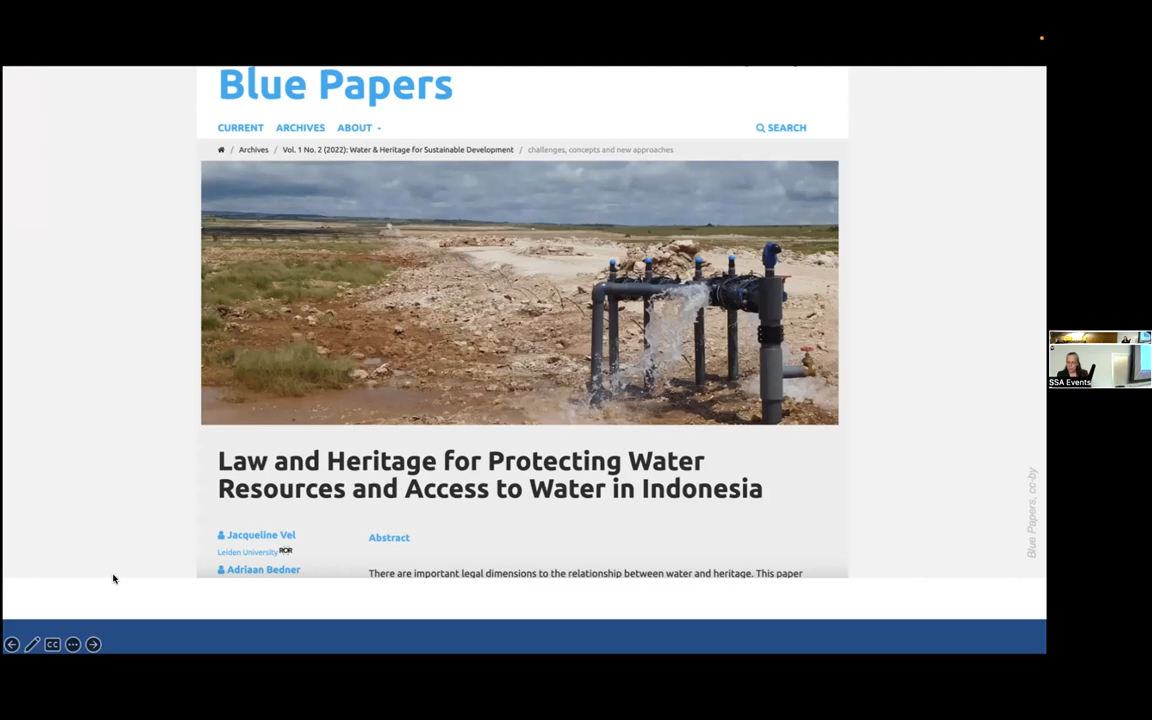 Blue Papers
CURRENT ARCHIVES ABOUT
SEARCH
/ Archives / Vol. 1 No. 2 (2022): Water & Heritage for Sustainable Development / challenges, concepts and new approaches
Law and Heritage for Protecting Water
Resources and Access to Water in Indonesia
Jacqueline Vel
Leiden University ROR
Adriaan Bedner
Abstract
There are important legal dimensions to the relationship between water and heritage. This paper
Blue Papers, cc-by
SSA Events
CC